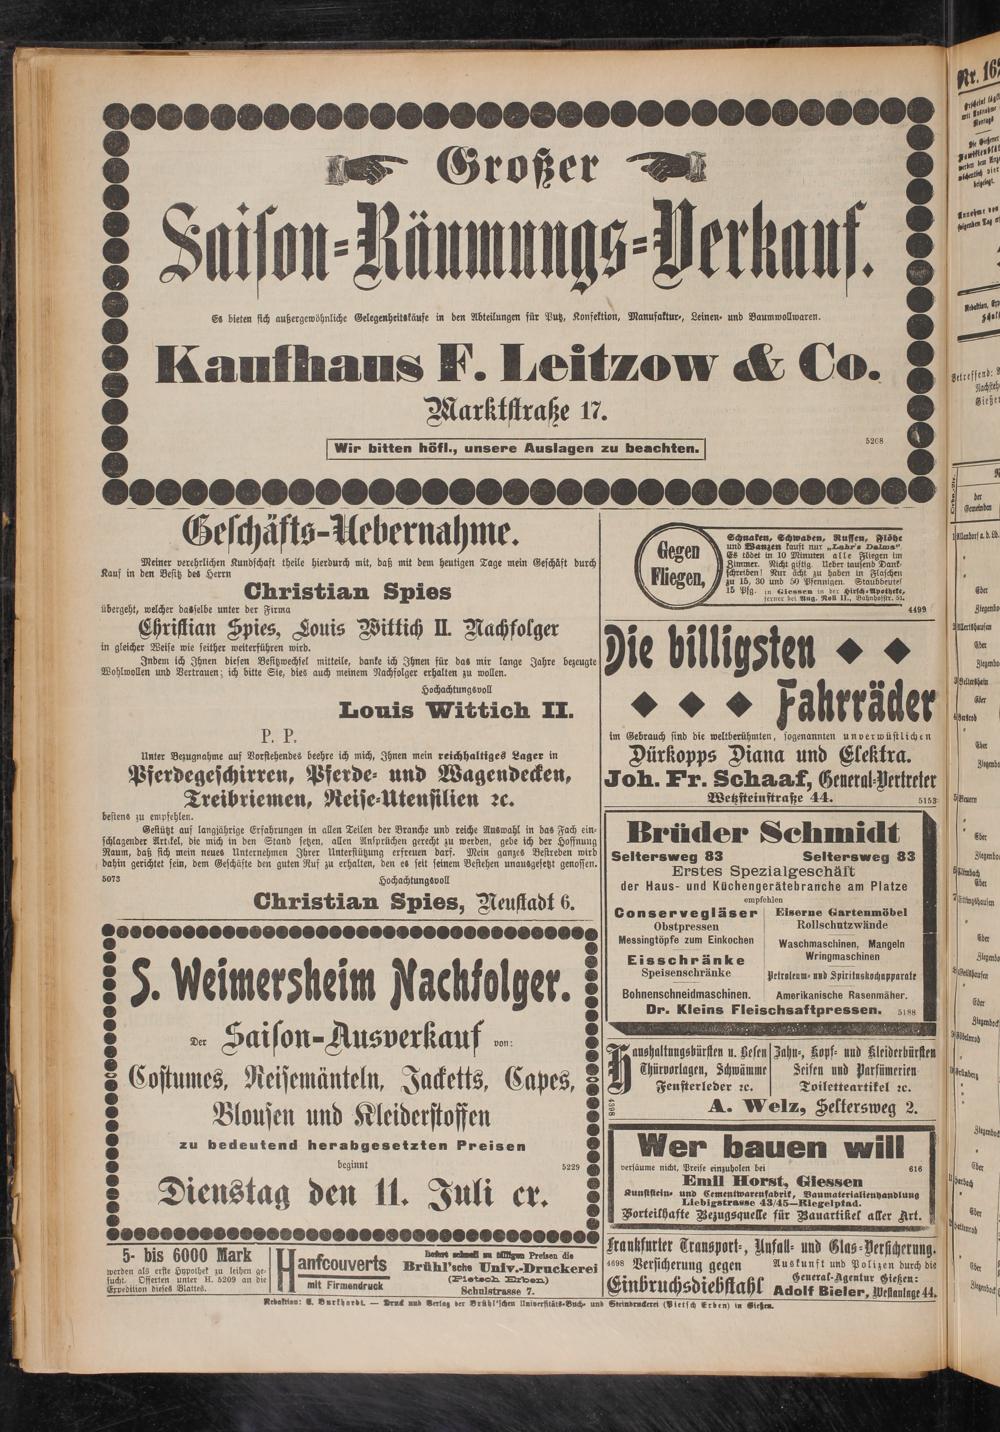 Großer
Saison-Räumungs-Verkauf.
Es bieten sich außergewöhnliche Gelegenheitskäufe in den Abteilungen für Putz, Konfektion, Manufaktur-, Leinen- und Baumwollwaren.
Kaufhaus F. Leitzow & Co.
Marktstraße 17.
Wir bitten höfl., unsere Auslagen zu beachten.
5208
Geschäfts-Uebernahme.
Meiner verehrlichen Kundschaft theile hierdurch mit, daß mit dem heutigen Tage mein Geschäft durch
Kauf in den Besitz des Herrn
Christian Spies
übergeht, welcher dasselbe unter der Firma
Christian Spies, Louis Wittich II. Nachfolger
in gleicher Weise wie seither weiterführen wird.
Indem ich Ihnen diesen Besitzwechsel mitteile, danke ich Ihnen für das mir lange Jahre bezeugte
Wohlwollen und Vertrauen; ich bitte Sie, dies auch meinem Nachfolger erhalten zu wollen.
Hochachtungsvoll
Louis Wittich II.
P. P.
Unter Bezugnahme auf Vorstehendes beehre ich mich, Ihnen mein reichhaltiges Lager in
Pferdegeschirren, Pferde- und Wagendecken,
Treibriemen, Reise-Utensilien ꝛc.
bestens zu empfehlen.
Gestützt auf langjährige Erfahrungen in allen Teilen der Branche und reiche Auswahl in das Fach ein-
schlagender Artikel, die mich in den Stand setzen, allen Ansprüchen gerecht zu werden, gebe ich der Hoffnung
Raum, daß sich mein neues Unternehmen Ihrer Unterstützung erfreuen darf. Mein ganzes Bestreben wird
dahin gerichtet sein, dem Geschäfte den guten Ruf zu erhalten, den es seit seinem Bestehen unausgesetzt genossen.
5073
Hochachtungsvoll
Christian Spies, Neustadt 6.
S. Weimersheim Nachfolger.
Der Saison-Ausverkauf von:
Costumes, Reisemänteln, Jacketts, Capes,
Blousen und Kleiderstoffen
zu bedeutend herabgesetzten Preisen
beginnt
5229
Dienstag den 11. Juli cr.
5- bis 6000 Mark
werden als erste Hypothek zu leihen ge-
sucht. Offerten unter H. 5209 an die
Expedition dieses Blattes.
Hanfcouverts
mit Firmendruck
liefert schnell zu billigen Preisen die
Brühl'sche Univ.-Druckerei
(Pietsch Erben)
Schulstrasse 7.
Gegen
Fliegen,
Schnaken, Schwaben, Russen, Flöhe
und Wanzen kauft nur „Lahr's Dalma".
Es tödet in 10 Minuten alle Fliegen im
Zimmer. Nicht giftig. Ueber tausend Dank-
schreiben! Nur ächt zu haben in Flaschen
zu 15, 30 und 50 Pfennigen. Staubbeutel
15 Pfg. in Giessen in der Hirsch-Apotheke,
ferner bei Aug. Noll II., Bahnhofstr. 51.
4499
Die billigsten
Fahrräder
im Gebrauch sind die weltberühmten, sogenannten unverwüstlichen
Dürkopps Diana und Elektra.
Joh. Fr. Schaaf, General-Vertreter
Wetzsteinstraße 44.
5153
Brüder Schmidt
Seltersweg 83 Seltersweg 83
Erstes Spezialgeschäft
der Haus- und Küchengerätebranche am Platze
empfehlen
Conservegläser
Obstpressen
Messingtöpfe zum Einkochen
Eisschränke
Speisenschränke
Bohnenschneidmaschinen.
Eiserne Gartenmöbel
Rollschutzwände
Waschmaschinen, Mangeln
Wringmaschinen
Petroleum- und Spirituskochapparate
Amerikanische Rasenmäher.
Dr. Kleins Fleischsaftpressen.
5188
Haushaltungsbürsten u. Besen
Thürvorlagen, Schwämme
Fensterleder ꝛc.
Zahn-, Kopf- und Kleiderbürsten
Seifen und Parfümerien
Toiletteartikel ꝛc.
4398
A. Welz, Seltersweg 2.
Wer bauen will
versäume nicht, Preise einzuholen bei
616
Emil Horst, Giessen
Kunststein- und Cementwarenfabrik, Baumaterialienhandlung
Liebigstrasse 43/45—Riegelpfad.
Vorteilhafte Bezugsquelle für Bauartikel aller Art.
Frankfurter Transport-, Unfall- und Glas-Versicherung.
4698 Versicherung gegen
Einbruchsdiebstahl
Auskunft und Polizen durch die
General-Agentur Gießen:
Adolf Bieler, Westanlage 44.
Redaktion: E. Burkhardt. — Druck und Verlag der Brühl'schen Universitäts-Buch- und Steindruckerei (Pietsch Erben) in Gießen.
Nr. 162